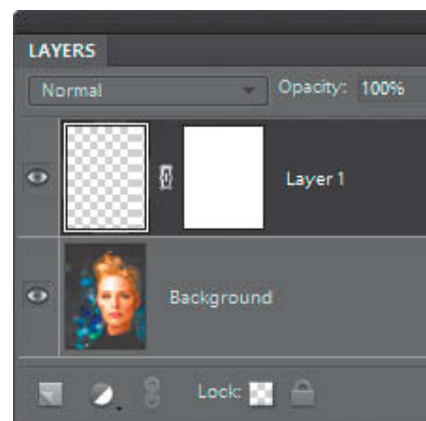 LAYERS
Normal Opacity: 100%
Layer 1
Background
Lock: